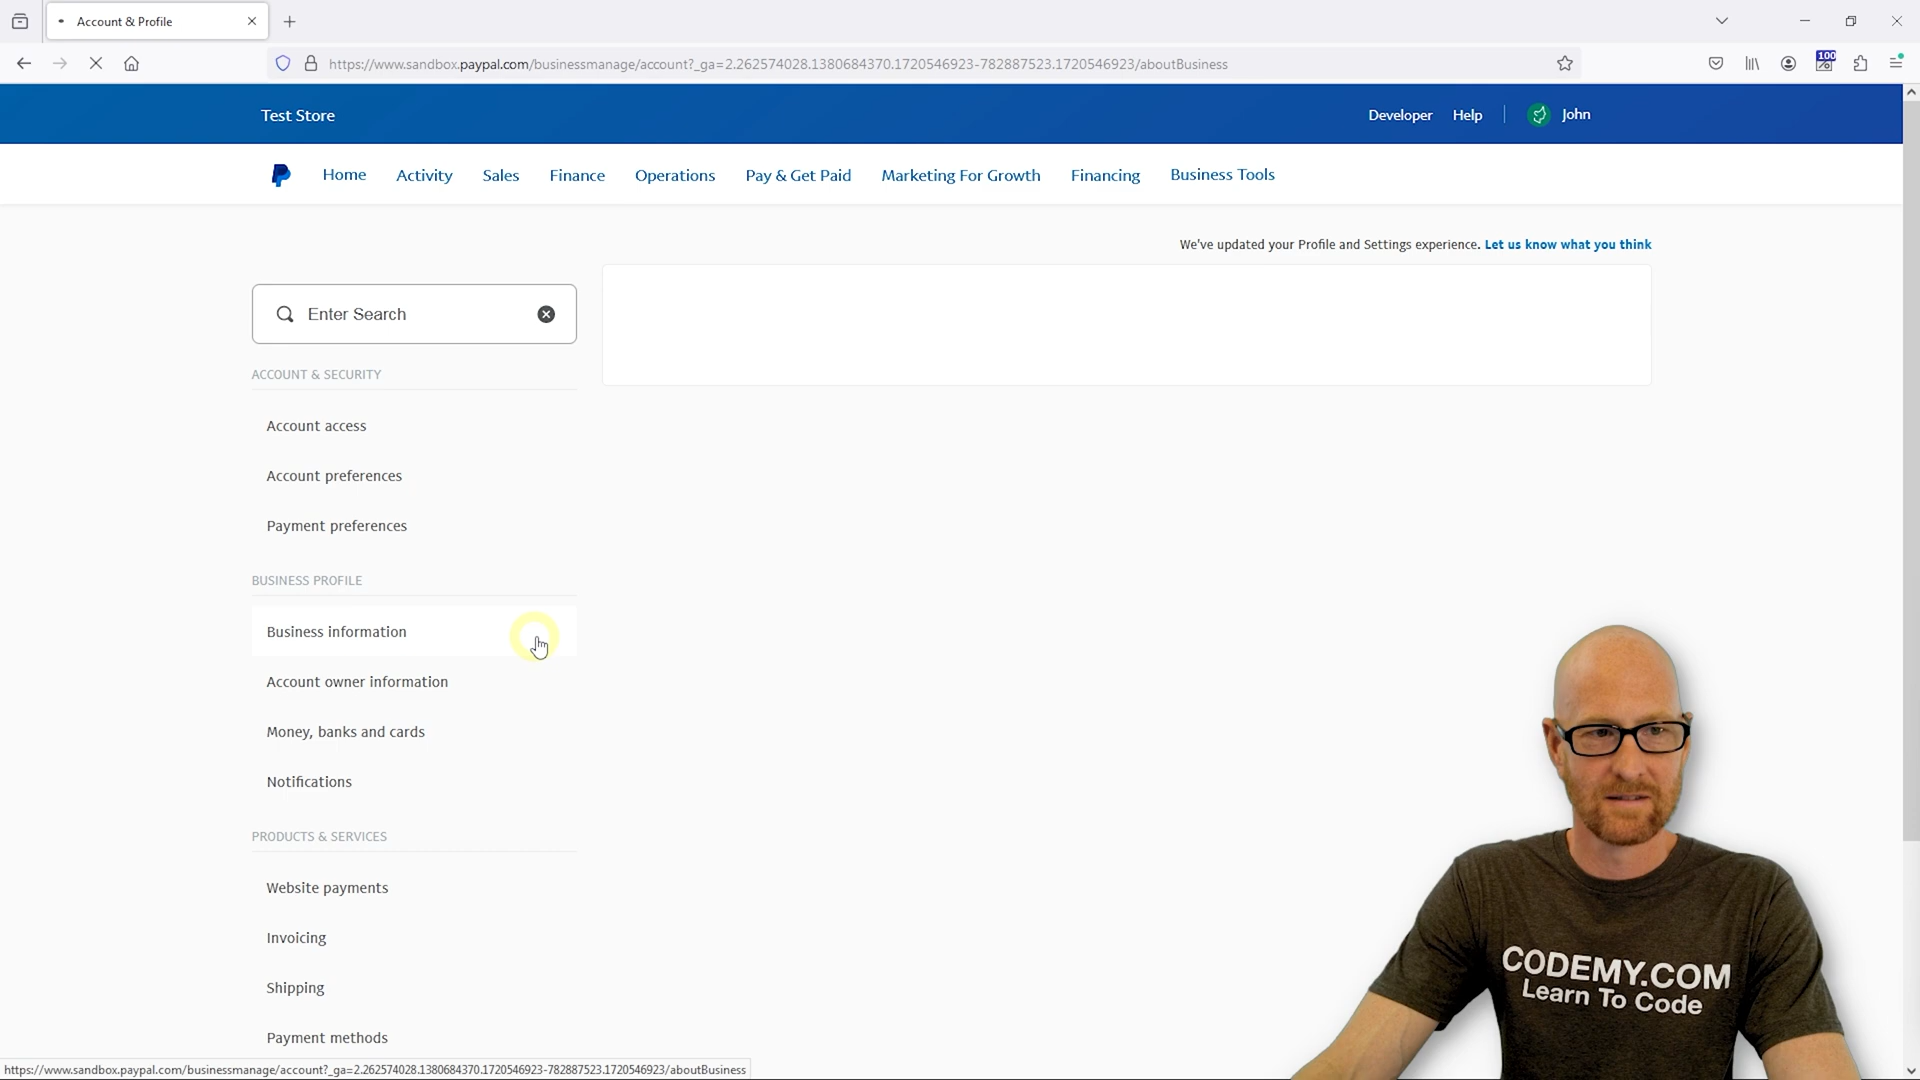 Account & Profile
https://www.sandbox.paypal.com/businessmanage/account?_ga=2.262574028.1380684370.1720546923-782887523.1720546923/aboutBusiness
100
Test Store
Developer
Help
John
Home
Activity
Sales
Finance
Operations
Pay & Get Paid
Marketing For Growth
Financing
Business Tools
We've updated your Profile and Settings experience. Let us know what you think
Enter Search
ACCOUNT & SECURITY
Account access
Account preferences
Payment preferences
BUSINESS PROFILE
Business information
Account owner information
Money, banks and cards
Notifications
PRODUCTS & SERVICES
Website payments
Invoicing
Shipping
Payment methods
CODEMY.COM
Learn To Code
https://www.sandbox.paypal.com/businessmanage/account?_ga=2.262574028.1380684370.1720546923-782887523.1720546923/aboutBusiness